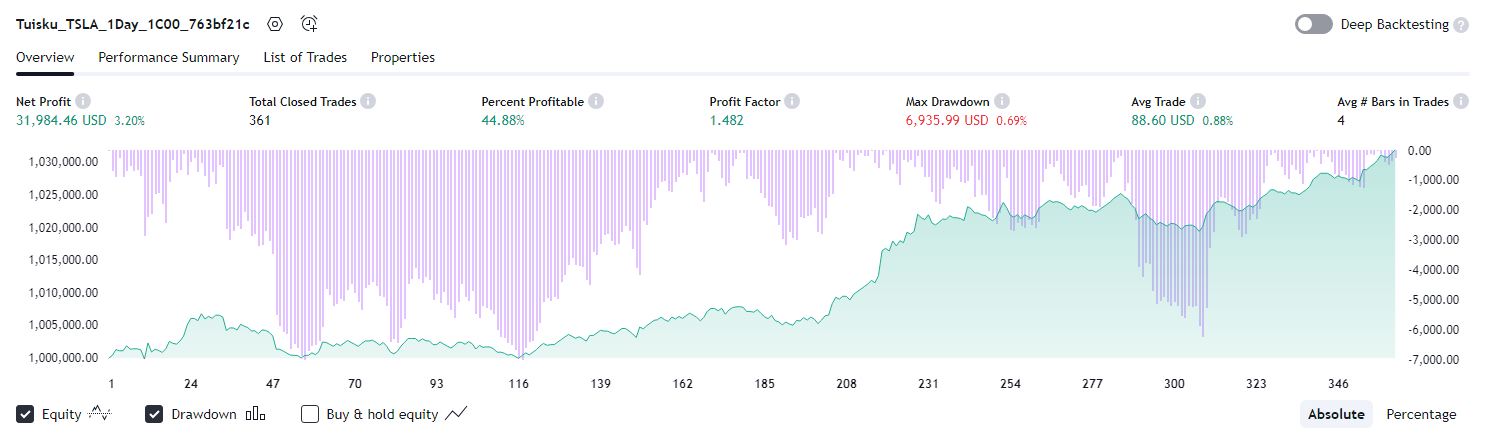 Tuisku_TSLA_1Day_1C00_763bf21c
Deep Backtesting ?
Overview Performance Summary List of Trades Properties
Net Profit Total Closed Trades Percent Profitable Profit Factor Max Drawdown Avg Trade Avg # Bars in Trades
31,984.46 USD 3.20% 361 44.88% 1.482 6,935.99 USD 0.69% 88.60 USD 0.88% 4
1,030,000.00
1,025,000.00
1,020,000.00
1,015,000.00
1,010,000.00
1,005,000.00
1,000,000.00
0.00
-1,000.00
-2,000.00
-3,000.00
-4,000.00
-5,000.00
-6,000.00
-7,000.00
1 24 47 70 93 116 139 162 185 208 231 254 277 300 323 346
Equity Drawdown Buy & hold equity Absolute Percentage